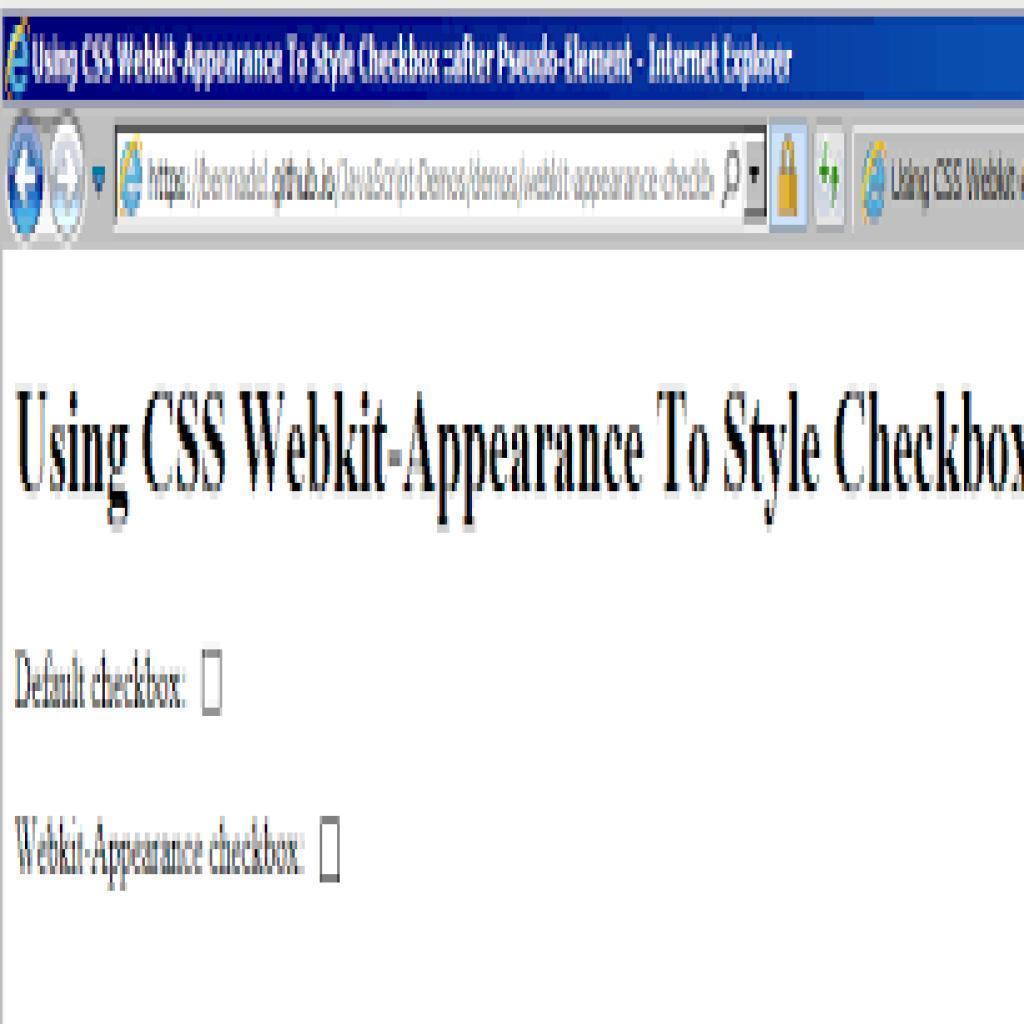 Using CSS Webkit-Appearance To Style Checkbox ::after Pseudo-Element - Internet Explorer
https://bennadel.github.io/JavaScript-Demos/demos/webkit-appearance-checkb
Using CSS Webkit-
Using CSS Webkit-Appearance To Style Checkbox
Default checkbox:
Webkit-Appearance checkbox: